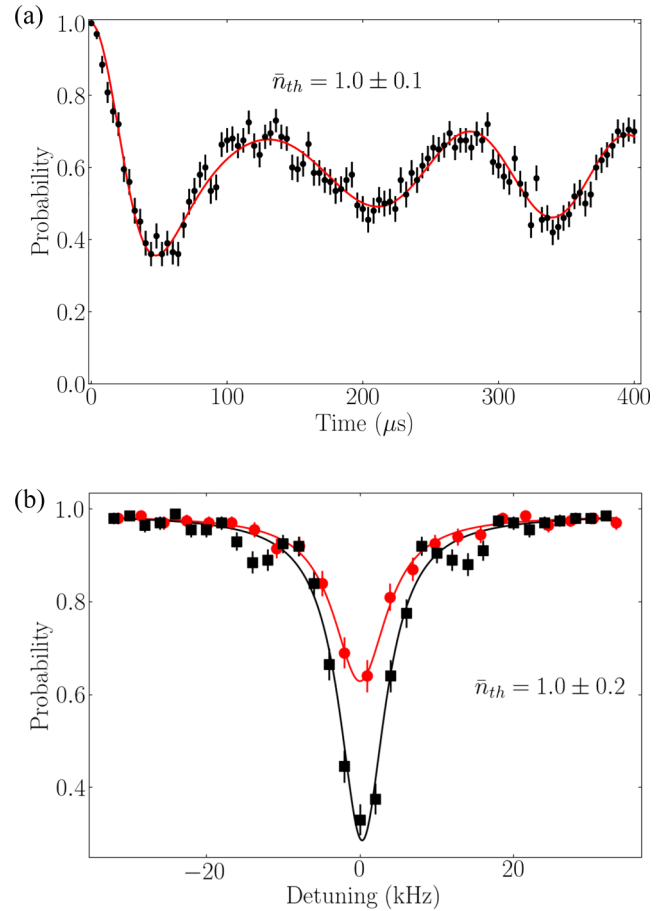 (a)
1.0
0.8
0.6
0.4
0.2
0.0
Probability
n̄_th = 1.0 ± 0.1
0
100
200
300
400
Time (μs)
(b)
1.0
0.8
0.6
0.4
Probability
n̄_th = 1.0 ± 0.2
−20
0
20
Detuning (kHz)